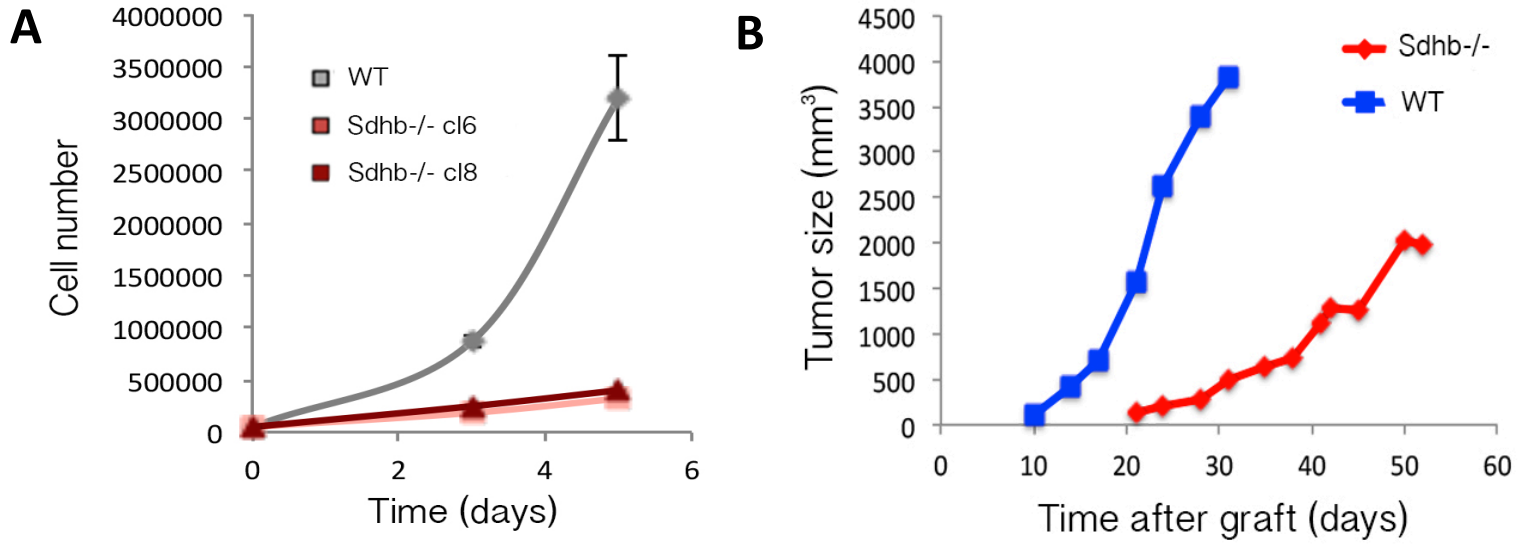 A
Cell number
4000000
3500000
3000000
2500000
2000000
1500000
1000000
500000
0
WT
Sdhb-/- cl6
Sdhb-/- cl8
0 2 4 6
Time (days)
B
Tumor size (mm³)
4500
4000
3500
3000
2500
2000
1500
1000
500
0
Sdhb-/-
WT
0 10 20 30 40 50 60
Time after graft (days)